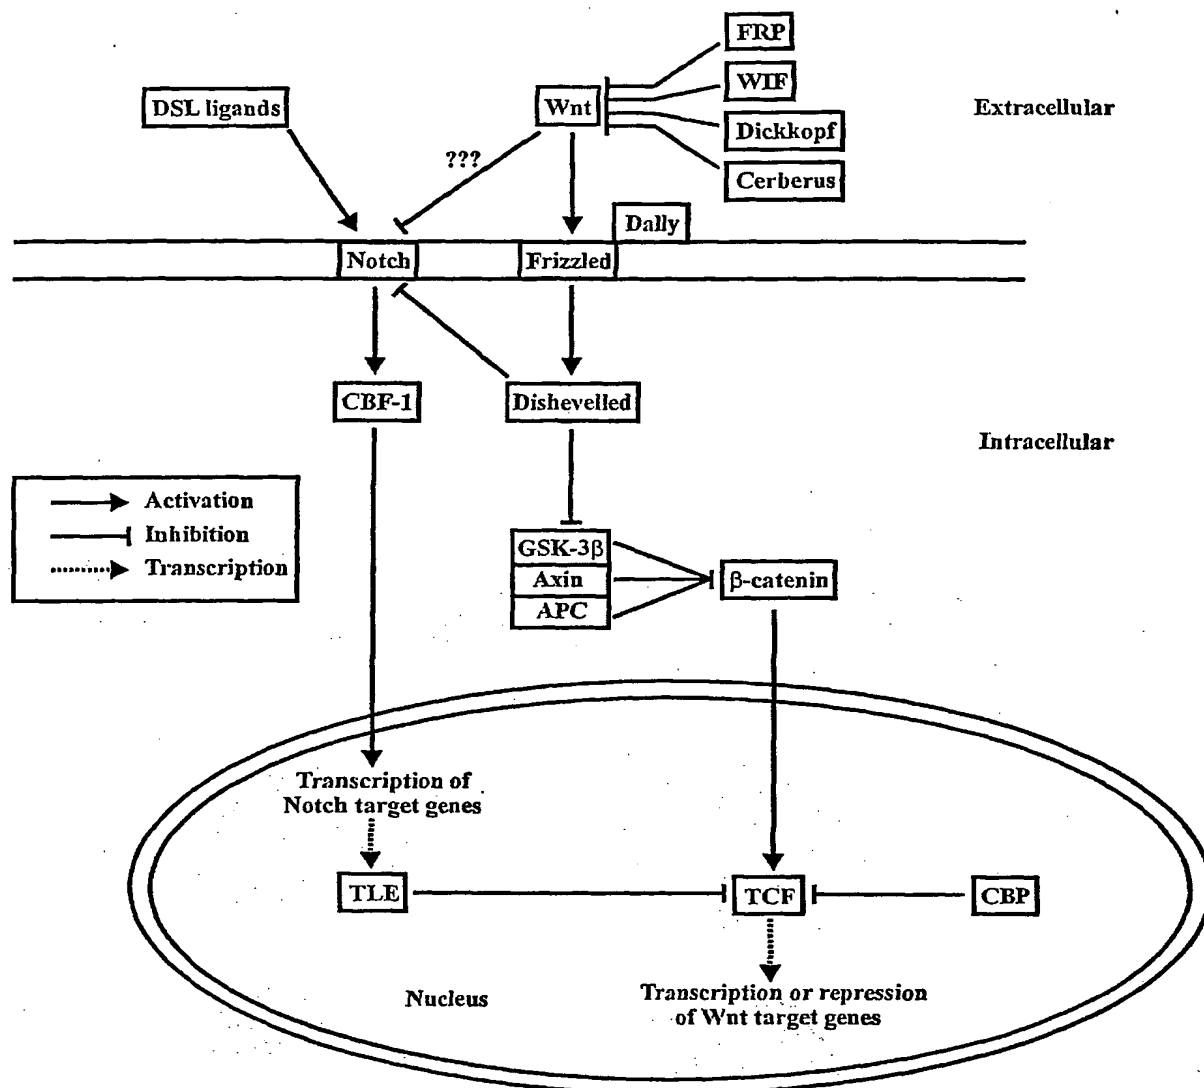 FRP
WIF
DSL ligands
Wnt
Extracellular
Dickkopf
???
Cerberus
Dally
Notch
Frizzled
CBF-1
Dishevelled
Intracellular
Activation
Inhibition
Transcription
GSK-3β
Axin
APC
β-catenin
Transcription of
Notch target genes
TLE
TCF
CBP
Nucleus
Transcription or repression
of Wnt target genes